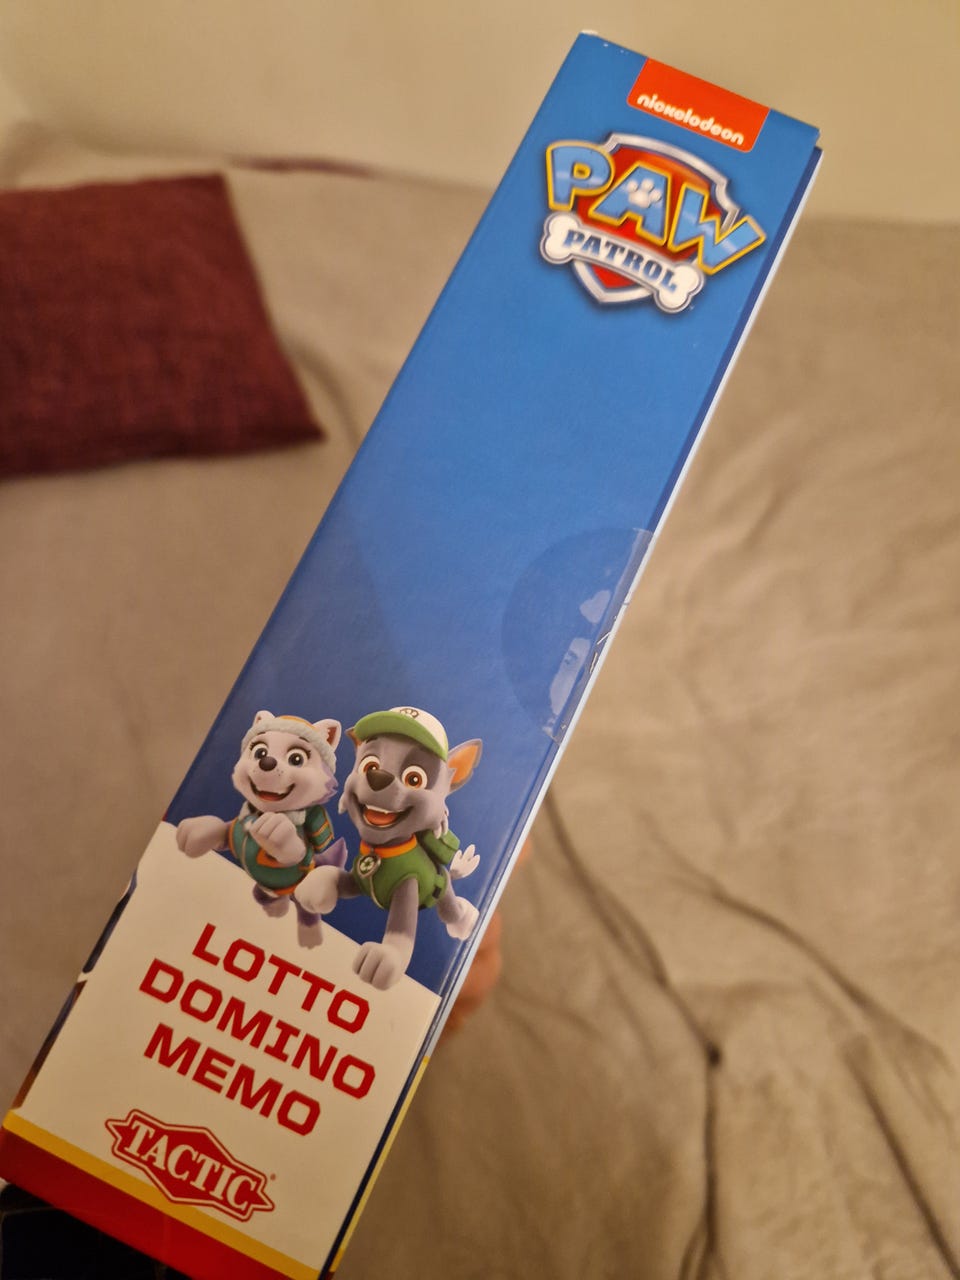 nickelodeon
PAW
PATROL
LOTTO
DOMINO
MEMO
TACTIC®